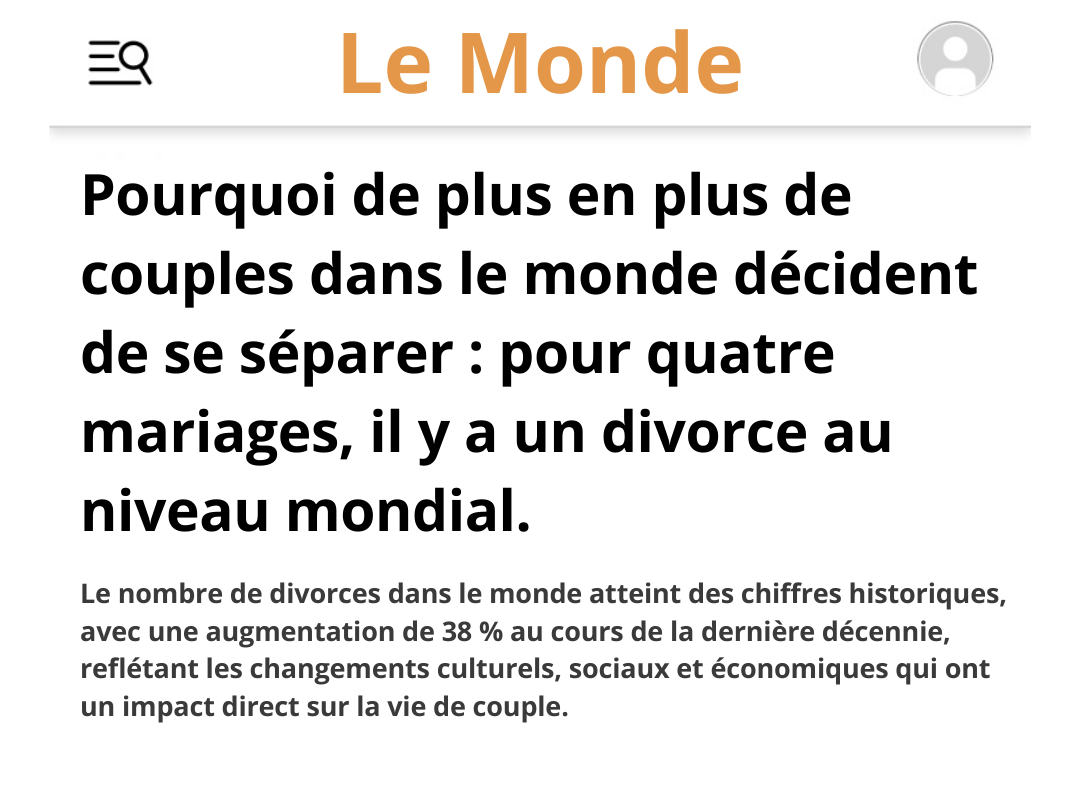 Le Monde
Pourquoi de plus en plus de
couples dans le monde décident
de se séparer : pour quatre
mariages, il y a un divorce au
niveau mondial.
Le nombre de divorces dans le monde atteint des chiffres historiques,
avec une augmentation de 38 % au cours de la dernière décennie,
reflétant les changements culturels, sociaux et économiques qui ont
un impact direct sur la vie de couple.